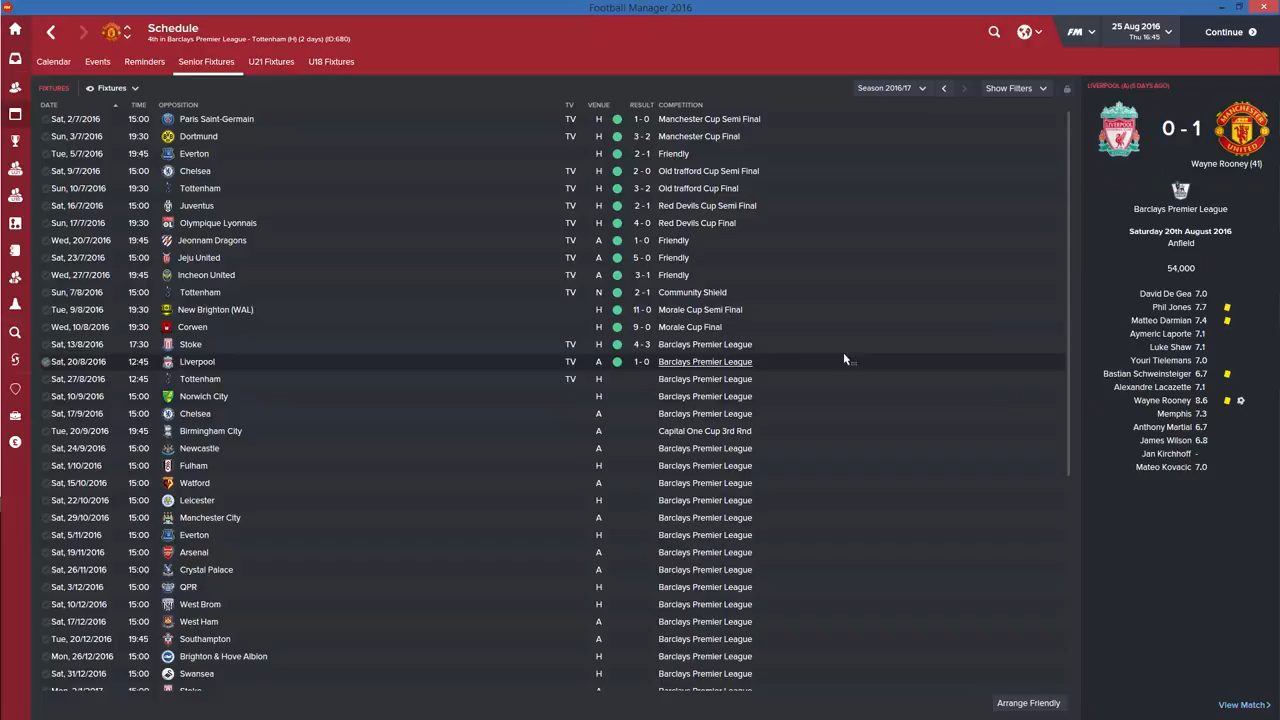 Football Manager 2016
Schedule
4th in Barclays Premier League - Tottenham (H) (2 days) (ID:680)
FM
25 Aug 2016
Thu 16:45
Continue
Calendar Events Reminders Senior Fixtures U21 Fixtures U18 Fixtures
FIXTURES Fixtures Season 2016/17 Show Filters
DATE TIME OPPOSITION TV VENUE RESULT COMPETITION
Sat, 2/7/2016 15:00 Paris Saint-Germain TV H 1 - 0 Manchester Cup Semi Final
Sun, 3/7/2016 19:30 Dortmund TV H 3 - 2 Manchester Cup Final
Tue, 5/7/2016 19:45 Everton H 2 - 1 Friendly
Sat, 9/7/2016 15:00 Chelsea TV H 2 - 0 Old trafford Cup Semi Final
Sun, 10/7/2016 19:30 Tottenham TV H 3 - 2 Old trafford Cup Final
Sat, 16/7/2016 15:00 Juventus TV H 2 - 1 Red Devils Cup Semi Final
Sun, 17/7/2016 19:30 Olympique Lyonnais TV H 4 - 0 Red Devils Cup Final
Wed, 20/7/2016 19:45 Jeonnam Dragons TV A 1 - 0 Friendly
Sat, 23/7/2016 15:00 Jeju United TV A 5 - 0 Friendly
Wed, 27/7/2016 19:45 Incheon United TV A 3 - 1 Friendly
Sun, 7/8/2016 15:00 Tottenham TV N 2 - 1 Community Shield
Tue, 9/8/2016 19:30 New Brighton (WAL) H 11 - 0 Morale Cup Semi Final
Wed, 10/8/2016 19:30 Corwen H 9 - 0 Morale Cup Final
Sat, 13/8/2016 17:30 Stoke TV H 4 - 3 Barclays Premier League
Sat, 20/8/2016 12:45 Liverpool TV A 1 - 0 Barclays Premier League
Sat, 27/8/2016 12:45 Tottenham TV H Barclays Premier League
Sat, 10/9/2016 15:00 Norwich City H Barclays Premier League
Sat, 17/9/2016 15:00 Chelsea A Barclays Premier League
Tue, 20/9/2016 19:45 Birmingham City A Capital One Cup 3rd Rnd
Sat, 24/9/2016 15:00 Newcastle A Barclays Premier League
Sat, 1/10/2016 15:00 Fulham H Barclays Premier League
Sat, 15/10/2016 15:00 Watford A Barclays Premier League
Sat, 22/10/2016 15:00 Leicester H Barclays Premier League
Sat, 29/10/2016 15:00 Manchester City A Barclays Premier League
Sat, 5/11/2016 15:00 Everton H Barclays Premier League
Sat, 19/11/2016 15:00 Arsenal A Barclays Premier League
Sat, 26/11/2016 15:00 Crystal Palace A Barclays Premier League
Sat, 3/12/2016 15:00 QPR H Barclays Premier League
Sat, 10/12/2016 15:00 West Brom H Barclays Premier League
Sat, 17/12/2016 15:00 West Ham A Barclays Premier League
Tue, 20/12/2016 19:45 Southampton A Barclays Premier League
Mon, 26/12/2016 15:00 Brighton & Hove Albion H Barclays Premier League
Sat, 31/12/2016 15:00 Swansea H Barclays Premier League
Mon, 2/1/2017 15:00 Stoke A Barclays Premier League
Arrange Friendly
LIVERPOOL (A) (5 DAYS AGO)
0 - 1
Wayne Rooney (41)
Barclays Premier League
Saturday 20th August 2016
Anfield
54,000
David De Gea 7.0
Phil Jones 7.7
Matteo Darmian 7.4
Aymeric Laporte 7.1
Luke Shaw 7.1
Youri Tielemans 7.0
Bastian Schweinsteiger 6.7
Alexandre Lacazette 7.1
Wayne Rooney 8.6
Memphis 7.3
Anthony Martial 6.7
James Wilson 6.8
Jan Kirchhoff -
Mateo Kovacic 7.0
View Match